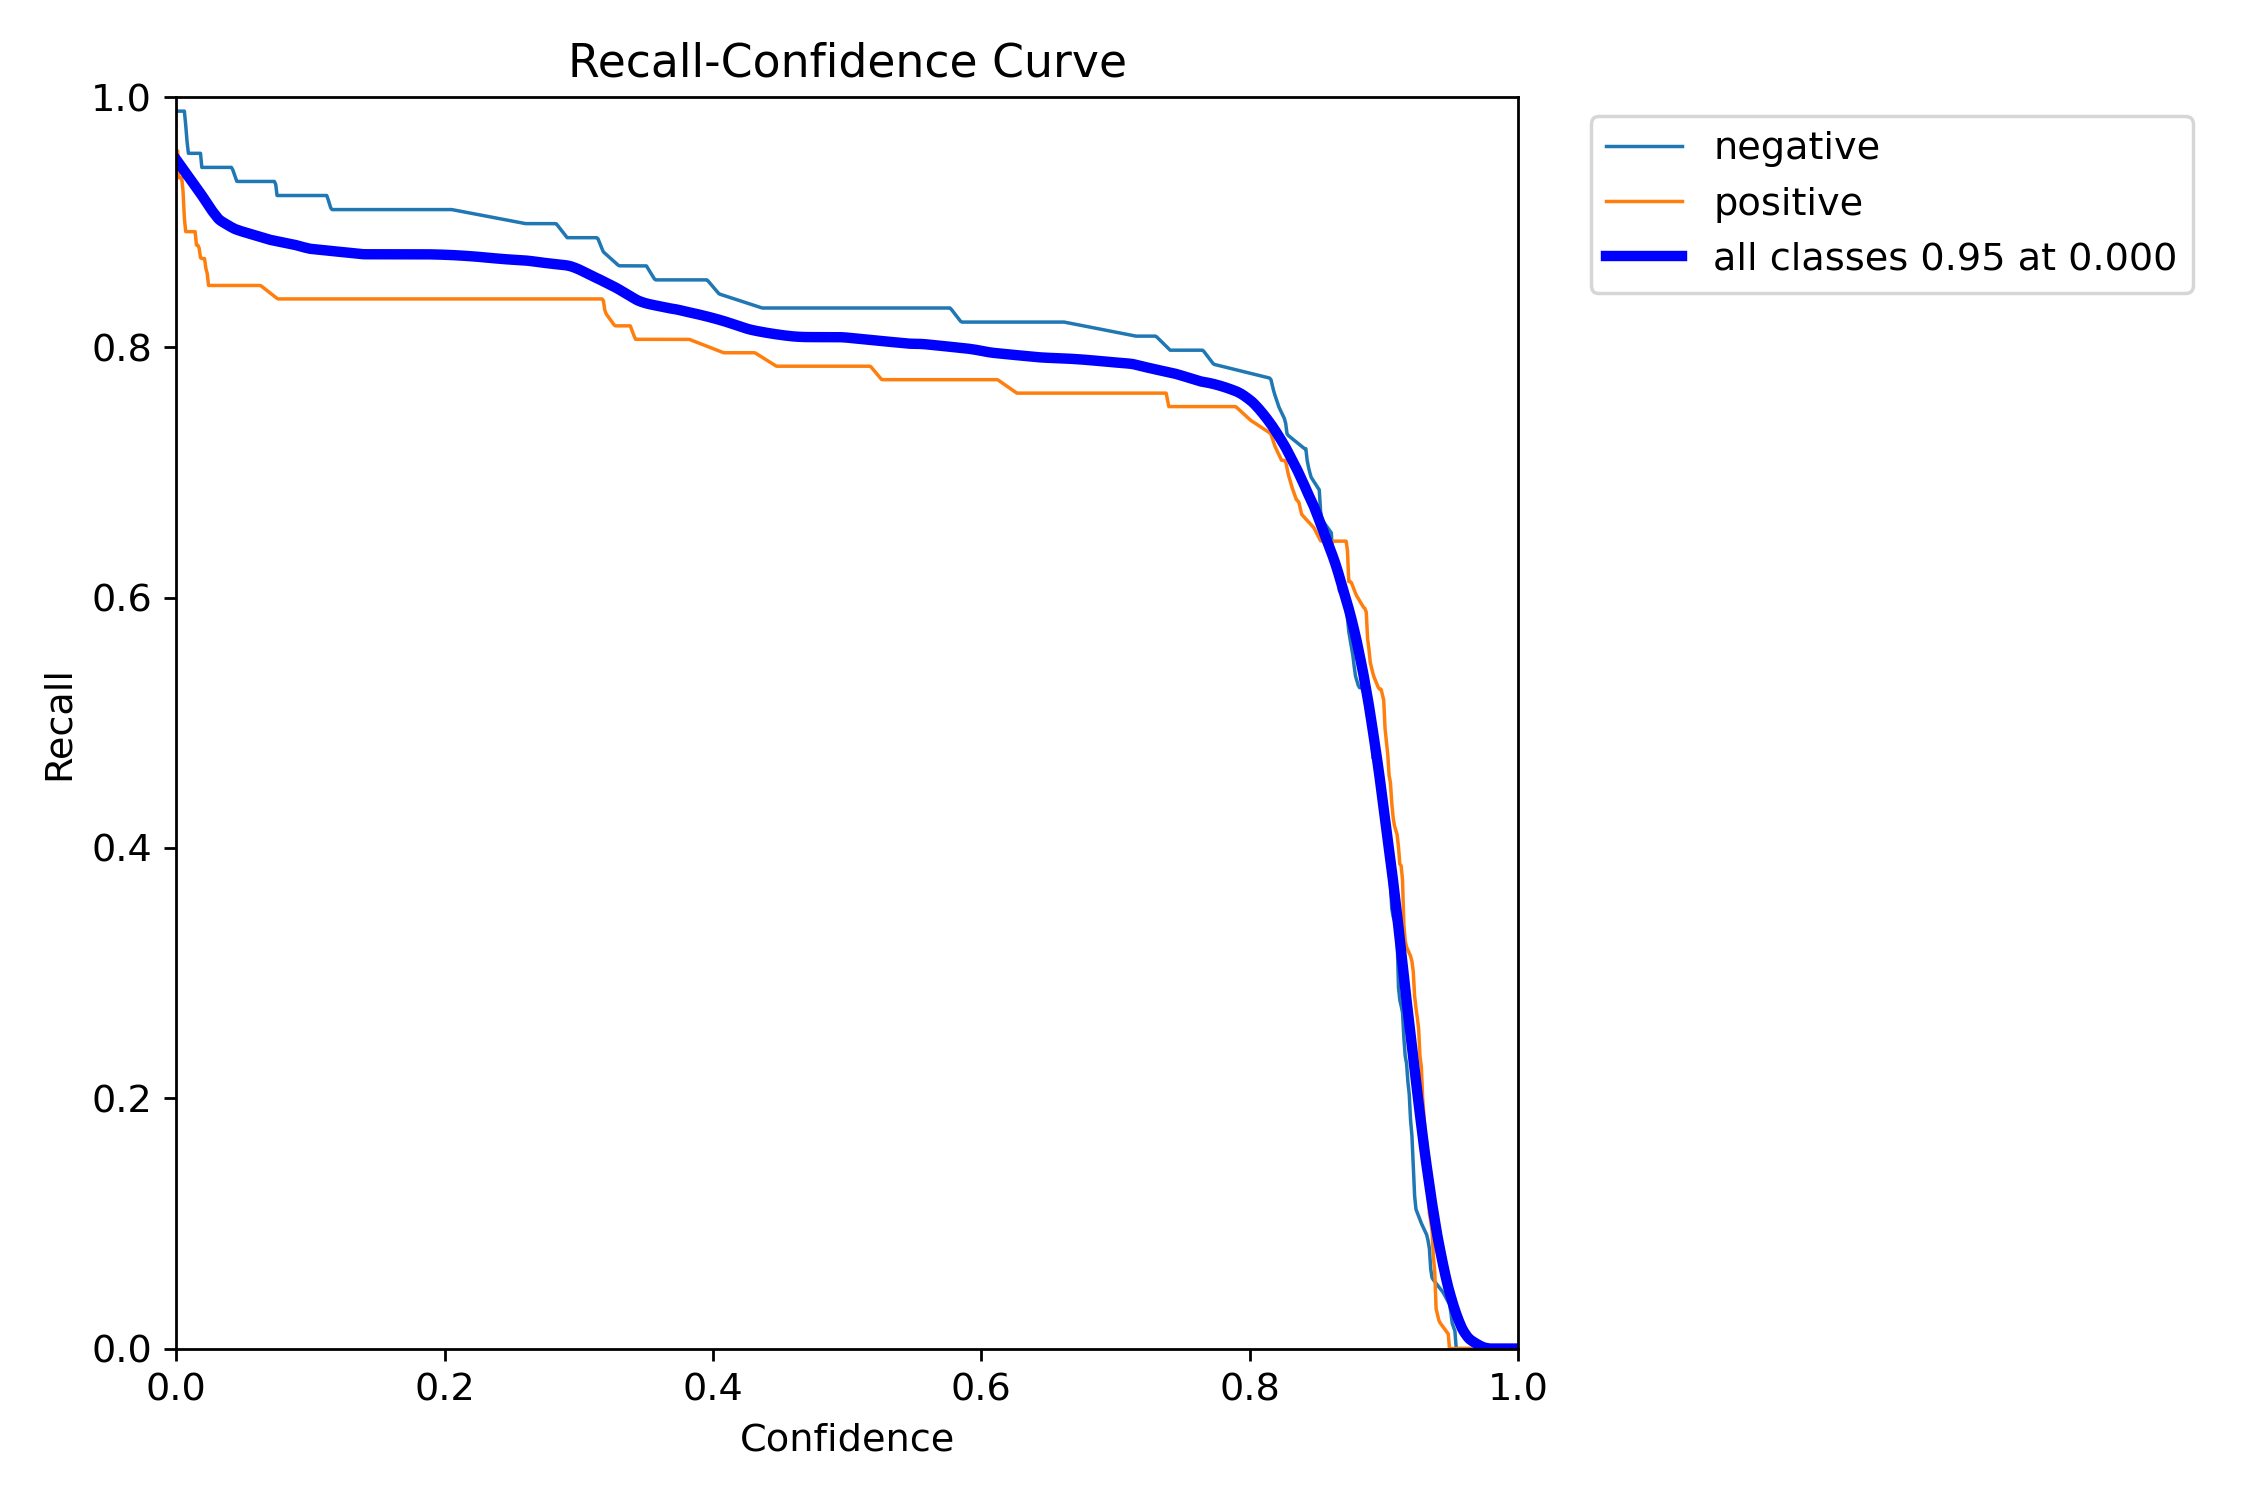 Recall-Confidence Curve
1.0
0.8
0.6
0.4
0.2
0.0
Recall
0.0 0.2 0.4 0.6 0.8 1.0
Confidence
negative
positive
all classes 0.95 at 0.000